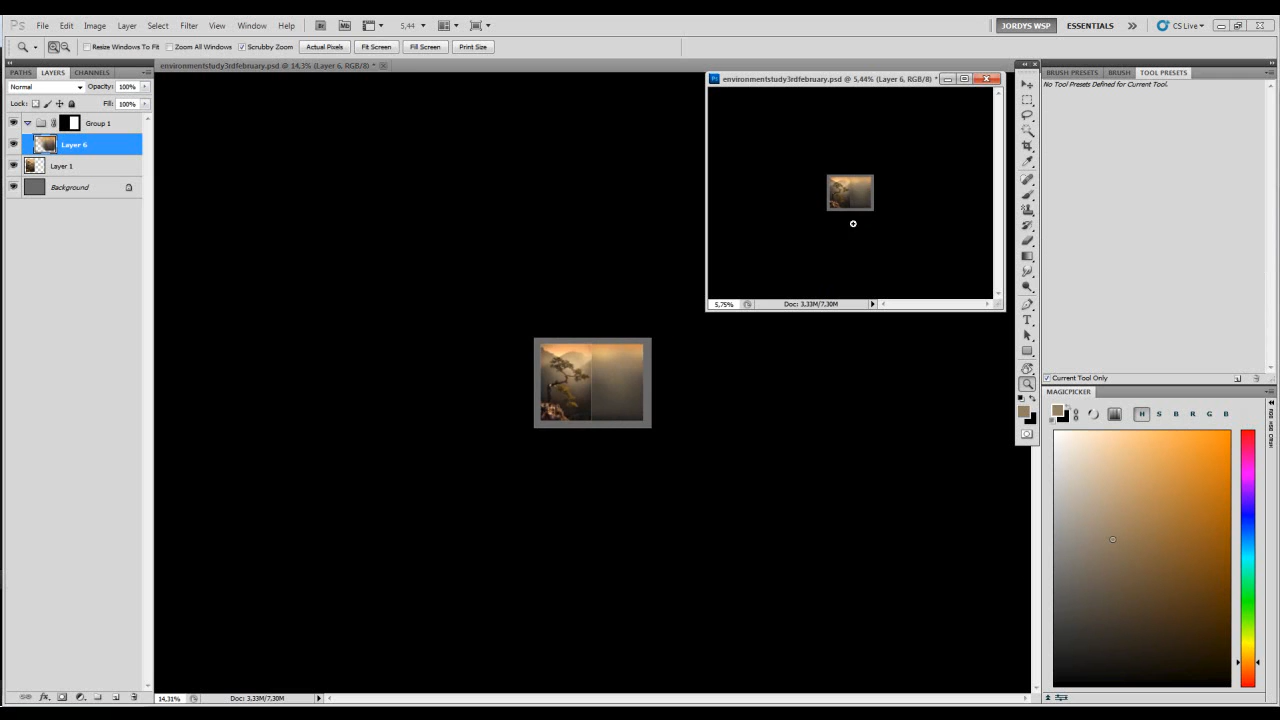 Ps File Edit Image Layer Select Filter View Window Help Br Mb 5,44 JORDYS WSP ESSENTIALS CS Live
Resize Windows To Fit Zoom All Windows Scrubby Zoom Actual Pixels Fit Screen Fill Screen Print Size
environmentstudy3rdfebruary.psd @ 14,3% (Layer 6, RGB/8) *
PATHS LAYERS CHANNELS
Normal Opacity: 100%
Lock: Fill: 100%
Group 1
Layer 6
Layer 1
Background
environmentstudy3rdfebruary.psd @ 5,44% (Layer 6, RGB/8) *
5,75% Doc: 3,33M/7,30M
BRUSH PRESETS BRUSH TOOL PRESETS
No Tool Presets Defined for Current Tool.
Current Tool Only
MAGICPICKER
H S B R G B
14,31% Doc: 3,33M/7,30M